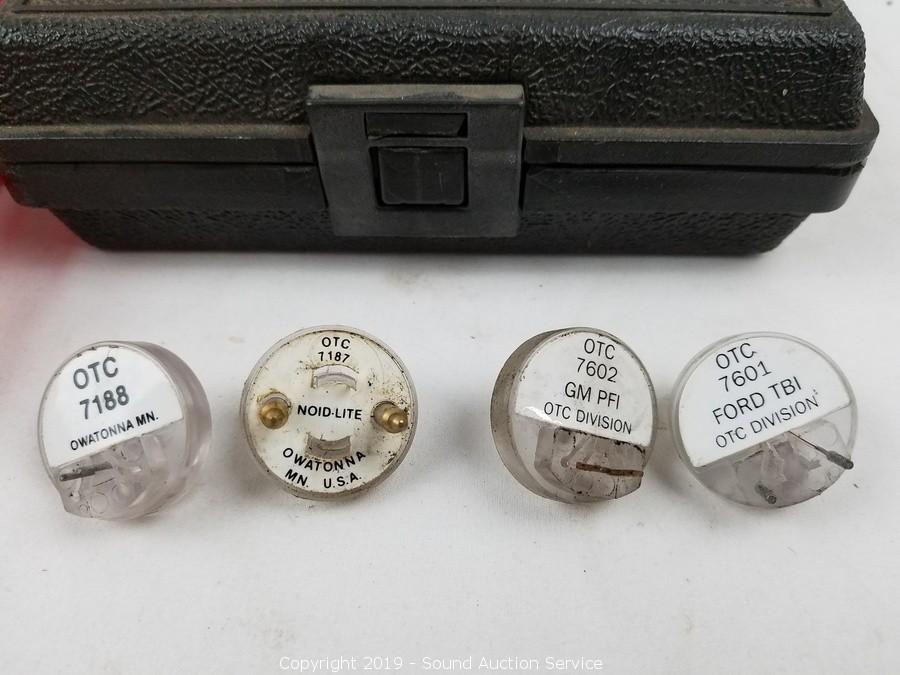 OTC
7188
OWATONNA MN.
OTC
7187
NOID-LITE
OWATONNA
MN. U.S.A.
OTC
7602
GM PFI
OTC DIVISION
OTC
7601
FORD TBI
OTC DIVISION
Copyright 2019 - Sound Auction Service